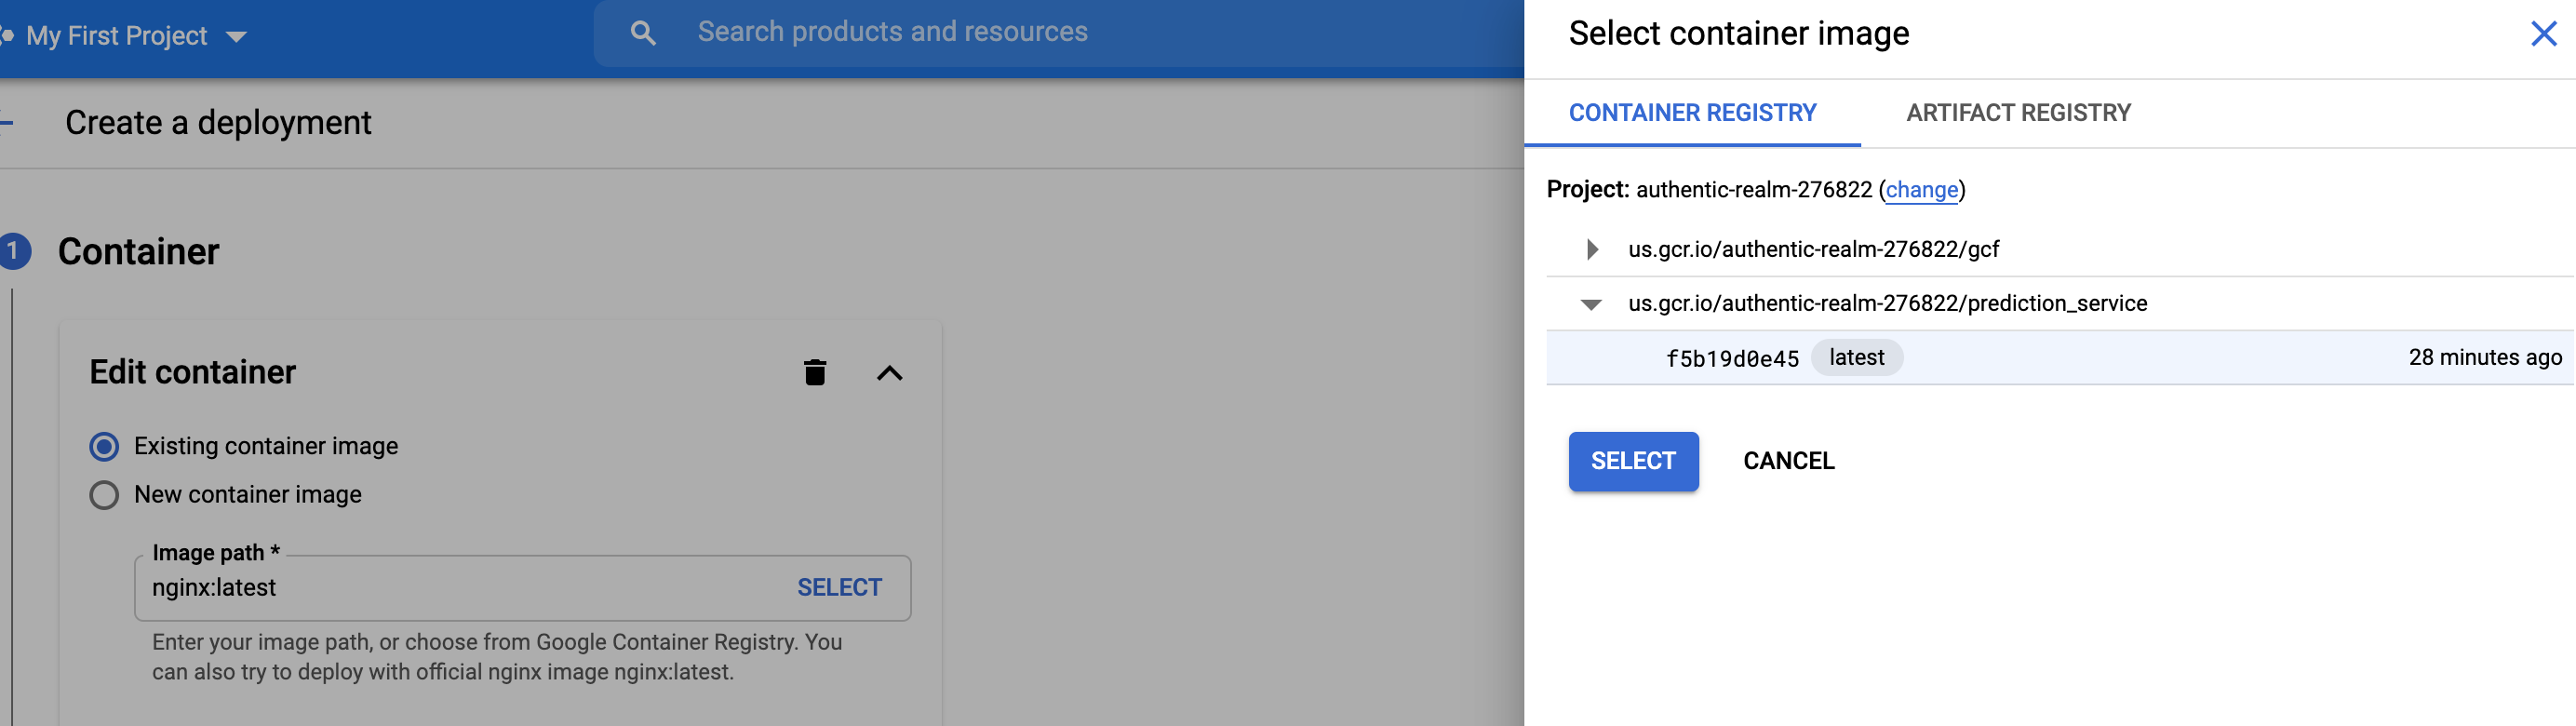 My First Project
Search products and resources
Create a deployment
1 Container
Edit container
Existing container image
New container image
Image path *
nginx:latest SELECT
Enter your image path, or choose from Google Container Registry. You
can also try to deploy with official nginx image nginx:latest.
Select container image
CONTAINER REGISTRY ARTIFACT REGISTRY
Project: authentic-realm-276822 (change)
us.gcr.io/authentic-realm-276822/gcf
us.gcr.io/authentic-realm-276822/prediction_service
f5b19d0e45 latest 28 minutes ago
SELECT CANCEL